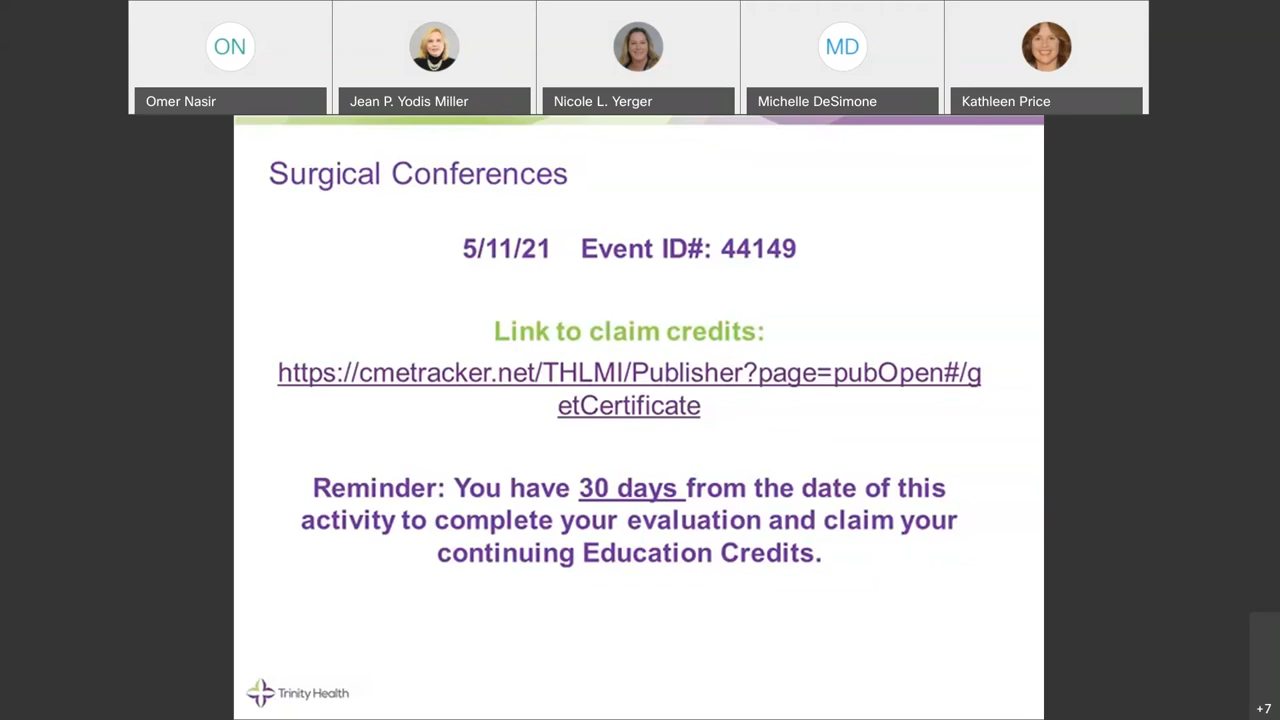 ON
MD
Omer Nasir
Jean P. Yodis Miller
Nicole L. Yerger
Michelle DeSimone
Kathleen Price
Surgical Conferences
5/11/21 Event ID#: 44149
Link to claim credits:
https://cmetracker.net/THLMI/Publisher?page=pubOpen#/g
etCertificate
Reminder: You have 30 days from the date of this
activity to complete your evaluation and claim your
continuing Education Credits.
Trinity Health
+7